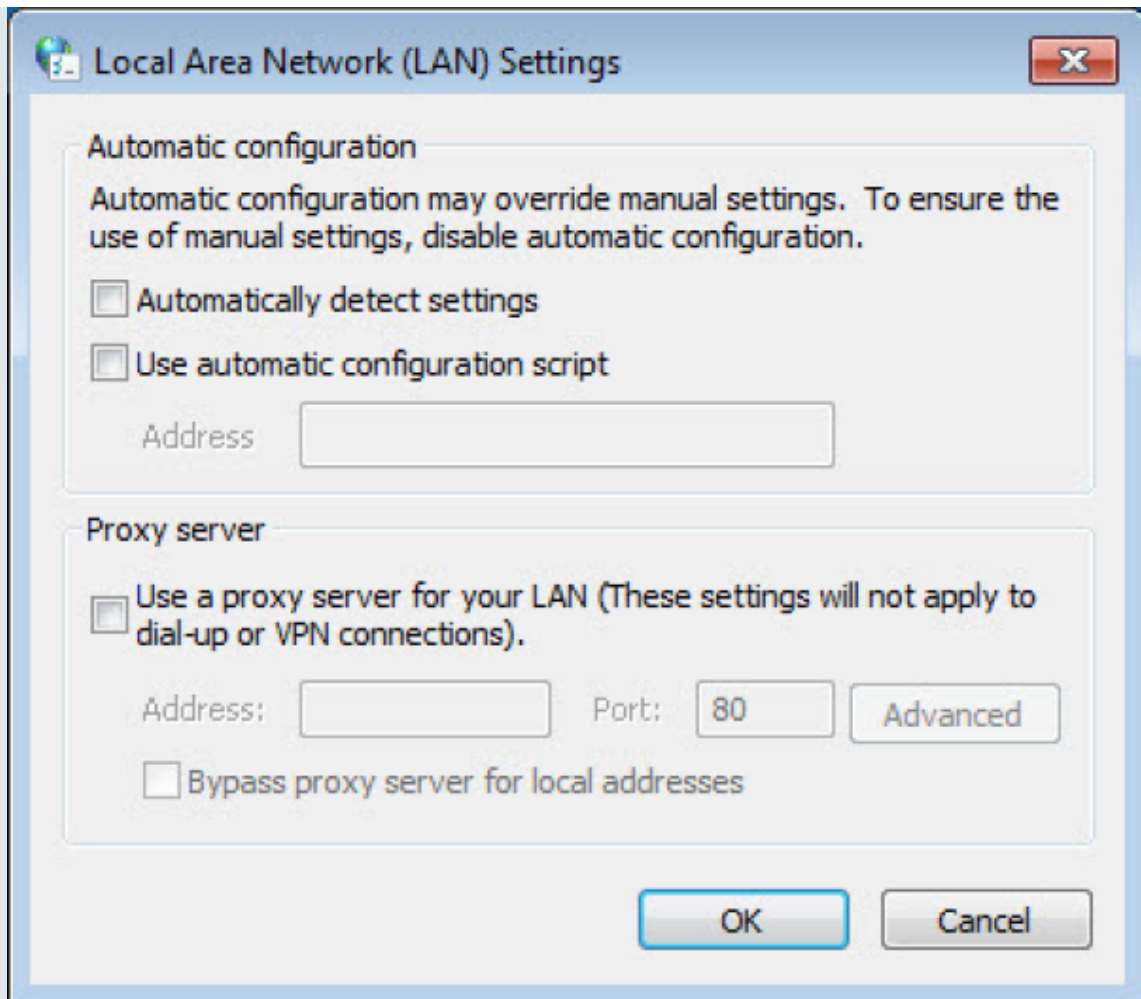 Local Area Network (LAN) Settings
Automatic configuration
Automatic configuration may override manual settings.  To ensure the
use of manual settings, disable automatic configuration.
Automatically detect settings
Use automatic configuration script
Address
Proxy server
Use a proxy server for your LAN (These settings will not apply to
dial-up or VPN connections).
Address: Port: 80 Advanced
Bypass proxy server for local addresses
OK Cancel